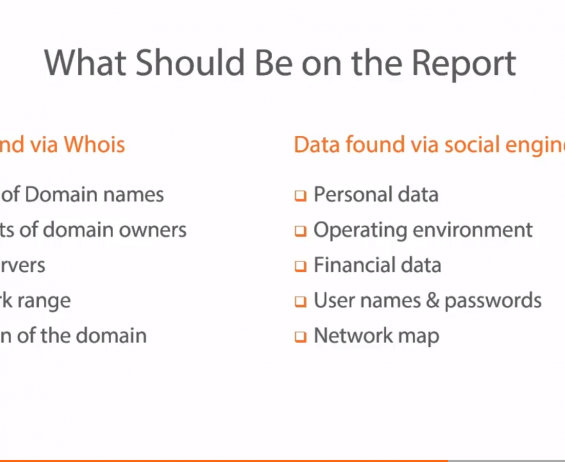 What Should Be on the Report
nd via Whois
of Domain names
ts of domain owners
rvers
rk range
n of the domain
Data found via social engin
Personal data
Operating environment
Financial data
User names & passwords
Network map